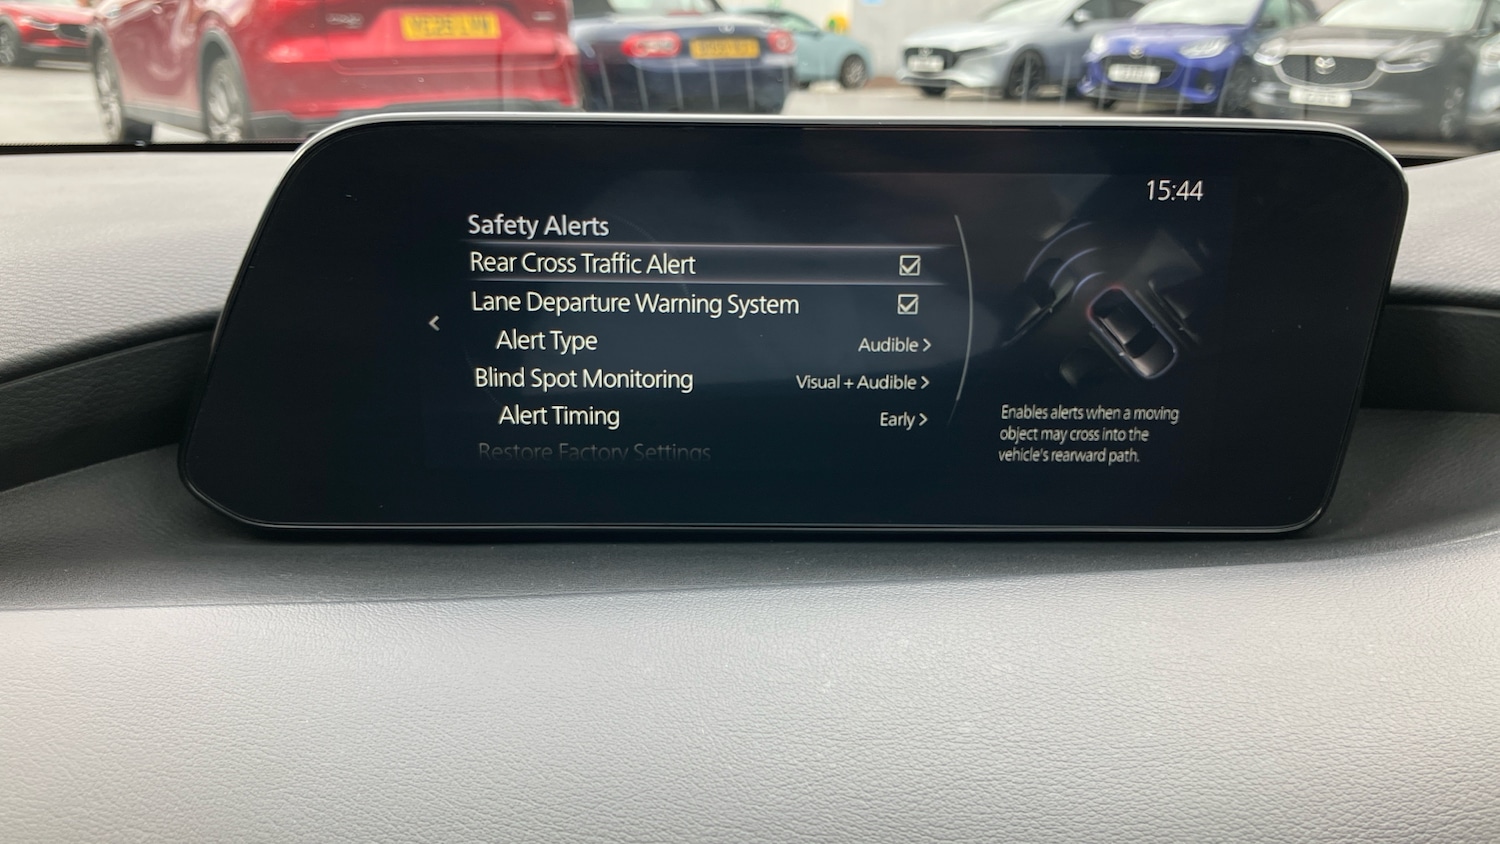 15:44
Safety Alerts
Rear Cross Traffic Alert
Lane Departure Warning System
Alert Type Audible >
Blind Spot Monitoring Visual + Audible >
Alert Timing Early >
Restore Factory Settings
<
Enables alerts when a moving
object may cross into the
vehicle's rearward path.